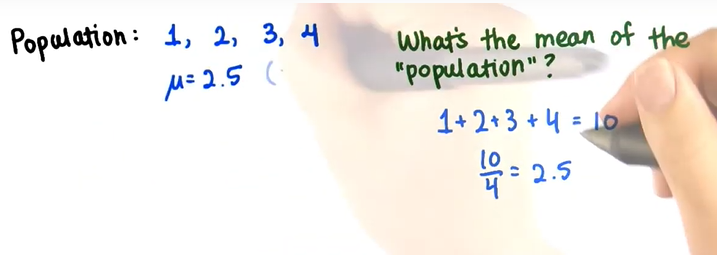 Population: 1, 2, 3, 4
μ = 2.5 (
What's the mean of the
"population"?
1 + 2 + 3 + 4 = 10
10/4 = 2.5